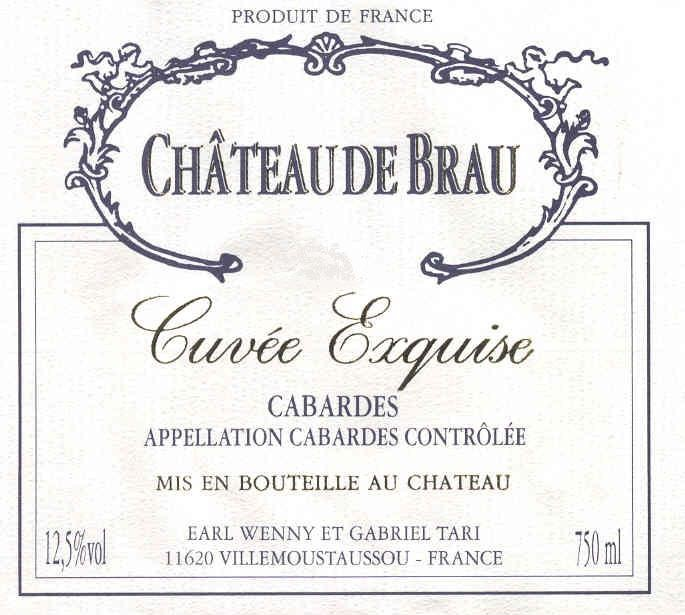 PRODUIT DE FRANCE
CHÂTEAU DE BRAU
Cuvée Exquise
CABARDES
APPELLATION CABARDES CONTRÔLÉE
MIS EN BOUTEILLE AU CHATEAU
EARL WENNY ET GABRIEL TARI
12,5%vol 11620 VILLEMOUSTAUSSOU - FRANCE 750 ml